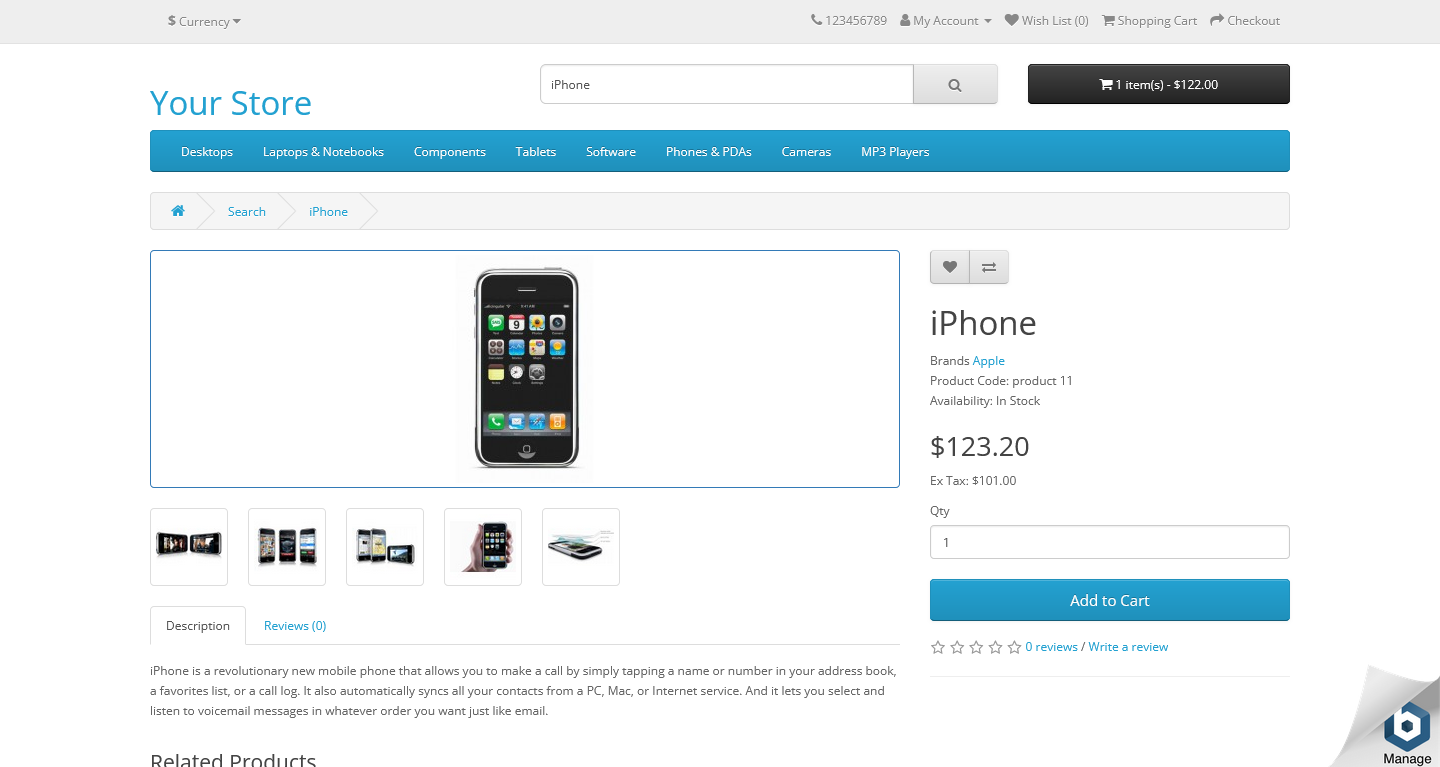 $ Currency
123456789 My Account Wish List (0) Shopping Cart Checkout
Your Store
iPhone
1 item(s) - $122.00
Desktops Laptops & Notebooks Components Tablets Software Phones & PDAs Cameras MP3 Players
Search iPhone
iPhone
Brands Apple
Product Code: product 11
Availability: In Stock
$123.20
Ex Tax: $101.00
Qty
1
Add to Cart
0 reviews / Write a review
Description Reviews (0)
iPhone is a revolutionary new mobile phone that allows you to make a call by simply tapping a name or number in your address book,
a favorites list, or a call log. It also automatically syncs all your contacts from a PC, Mac, or Internet service. And it lets you select and
listen to voicemail messages in whatever order you want just like email.
Related Products
Manage